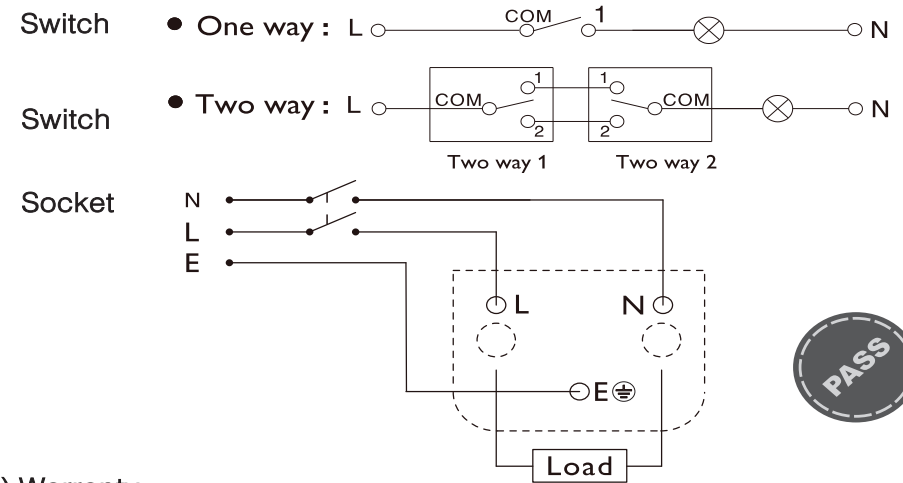 Switch • One way : L COM 1 N
Switch • Two way : L COM 1 2 1 2 COM N
Two way 1 Two way 2
Socket N
L
E
L N
PASS
E
Load
Warranty